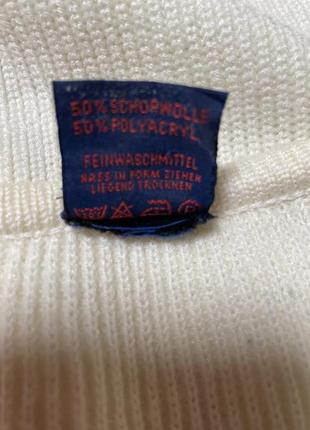 50% SCHURWOLLE
50% POLYACRYL
FEINWASCHMITTEL
NASS IN FORM ZIEHEN
LIEGEND TROCKNEN